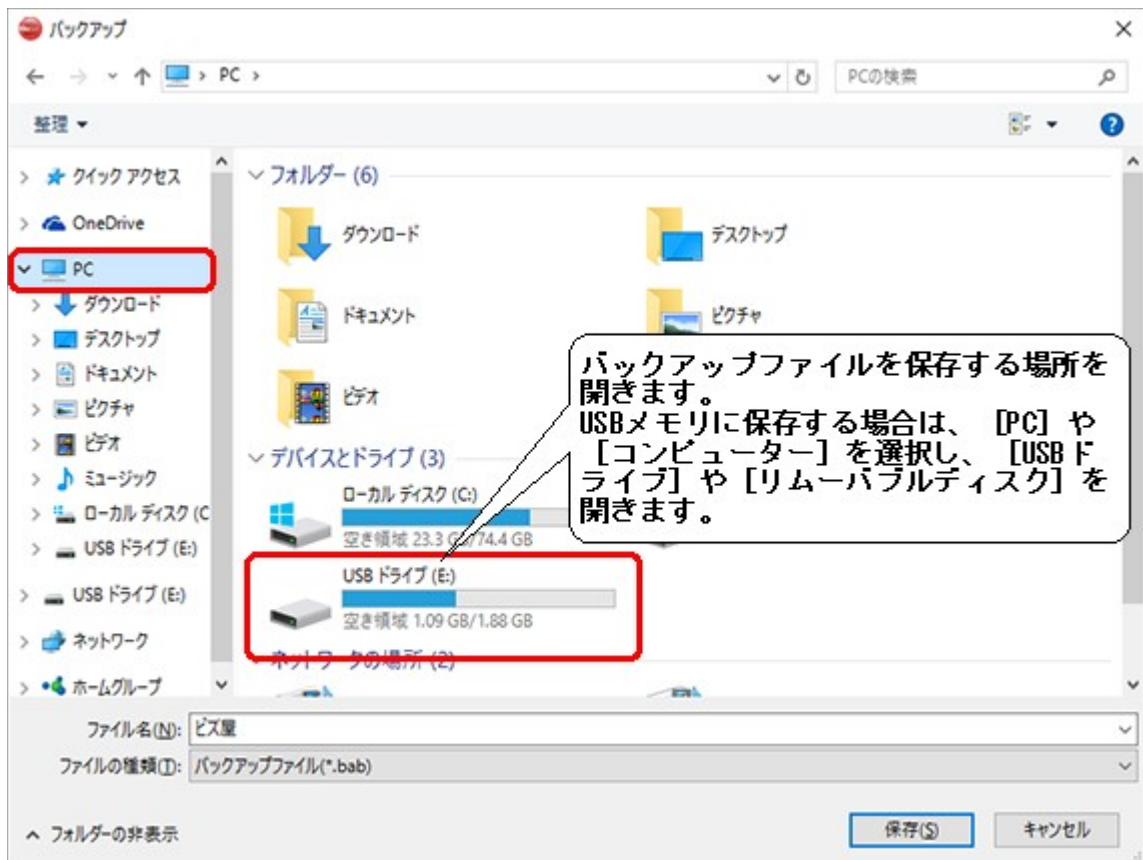 バックアップ
PC
PCの検索
整理
クイック アクセス
OneDrive
PC
ダウンロード
デスクトップ
ドキュメント
ピクチャ
ビデオ
ミュージック
ローカル ディスク (C
USB ドライブ (E:)
USB ドライブ (E:)
ネットワーク
ホームグループ
フォルダー (6)
ダウンロード
デスクトップ
ドキュメント
ピクチャ
ビデオ
デバイスとドライブ (3)
ローカル ディスク (C:)
空き領域 23.3 GB/74.4 GB
USB ドライブ (E:)
空き領域 1.09 GB/1.88 GB
ネットワークの場所 (2)
バックアップファイルを保存する場所を
開きます。
USBメモリに保存する場合は、［PC］や
［コンピューター］を選択し、［USBド
ライブ］や［リムーバブルディスク］を
開きます。
ファイル名(N): ビズ屋
ファイルの種類(T): バックアップファイル(*.bab)
フォルダーの非表示
保存(S)
キャンセル